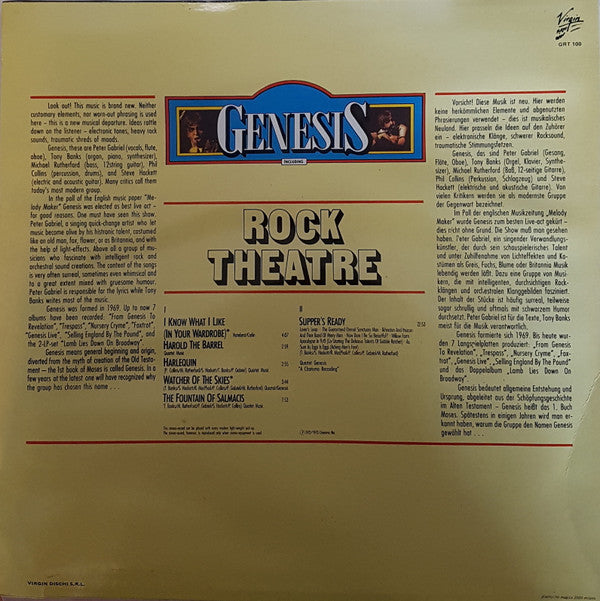 Virgin
GRT 100
GENESIS
INCLUDING
ROCK
THEATRE
Look out! This music is brand new. Neither
customary elements, nor worn-out phrasing is used
here – this is a new musical departure. Ideas rattle
down on the listener – electronic tones, heavy rock
sounds, traumatic shreds of moods.
Genesis, these are Peter Gabriel (vocals, flute,
oboe), Tony Banks (organ, piano, synthesizer),
Michael Rutherford (bass, 12string guitar), Phil
Collins (percussion, drums), and Steve Hackett
(electric and acoustic guitar). Many critics call them
today's most modern group.
In the poll of the English music paper "Me-
lody Maker" Genesis was elected as best live act –
for good reasons. One must have seen this show.
Peter Gabriel, a singing quick-change artist who let
music become alive by his histrionic talent, costumed
like an old man, fox, flower, or as Britannia, and with
the help of light-effects. Above all a group of mu-
sicians who fascinate with intelligent rock and
orchestral sound creations. The content of the songs
is very often surreal, sometimes even whimsical and
to a great extent mixed with gruesome humour.
Peter Gabriel is responsible for the lyrics while Tony
Banks writes most of the music.
Genesis was formed in 1969. Up to now 7
albums have been recorded: "From Genesis To
Revelation", "Trespass", "Nursery Cryme", "Foxtrot",
"Genesis Live", "Selling England By The Pound" and
the 2-LP-set "Lamb Lies Down On Broadway".
Genesis means general beginning and origin,
diverted from the myth of creation of the Old Testa-
ment – the 1st book of Moses is called Genesis. In a
few years at the latest one will have recognized why
the group has chosen this name . . .
I
I KNOW WHAT I LIKE
(IN YOUR WARDROBE)" 4:07
HAROLD THE BARREL
Quartet Music 2:55
HARLEQUIN
2:55
WATCHER OF THE SKIES"
5:44
THE FOUNTAIN OF SALMACIS
7:53
II
SUPPER'S READY
"A Charisma Recording"
Vorsicht! Diese Musik ist neu. Hier werden
keine herkömmlichen Elemente und abgenutzten
Phrasierungen verwendet – dies ist musikalisches
Neuland. Hier prasseln die Ideen auf den Zuhörer
ein – elektronische Klänge, schwerer Rocksound,
traumatische Stimmungsfetzen.
Genesis, das sind Peter Gabriel (Gesang,
Flöte, Oboe), Tony Banks (Orgel, Klavier, Synthe-
sizer), Michael Rutherford (Baß, 12-seitige Gitarre),
Phil Collins (Perkussion, Schlagzeug) und Steve
Hackett (elektrische und akustische Gitarre). Von
vielen Kritikern werden sie als modernste Gruppe
der Gegenwart bezeichnet.
Im Poll der englischen Musikzeitung „Melody
Maker" wurde Genesis zum besten Live-act gekürt –
dies nicht ohne Grund. Die Show muß man gesehen
haben. Peter Gabriel, ein singender Verwandlungs-
künstler, der durch sein schauspielerisches Talent
und unter Zuhilfenahme von Lichteffekten und Ko-
stümen als Greis, Fuchs, Blume oder Britannia Musik
lebendig werden läßt. Dazu eine Gruppe von Musi-
kern, die mit intelligenten, durchsichtigen Rock-
klängen und orchestralen Klanggebilden fasziniert.
Der Inhalt der Stücke ist häufig surreal, teilweise
sogar schrullig und oftmals mit schwarzem Humor
durchsetzt. Peter Gabriel ist für die Texte, Tony Banks
meist für die Musik verantwortlich.
Genesis formierte sich 1969. Bis heute wur-
den 7 Langspielplatten produziert: „From Genesis
To Revelation", „Trespass", „Nursery Cryme", „Fox-
trot", „Genesis Live", „Selling England By The Pound"
und das Doppelalbum „Lamb Lies Down On
Broadway".
Genesis bedeutet allgemeine Entstehung und
Ursprung, abgeleitet aus der Schöpfungsgeschichte
im Alten Testament – Genesis heißt das 1. Buch
Moses. Spätestens in einigen Jahren wird man er-
kannt haben, warum die Gruppe den Namen Genesis
gewählt hat . . .
VIRGIN DISCHI S.R.L.